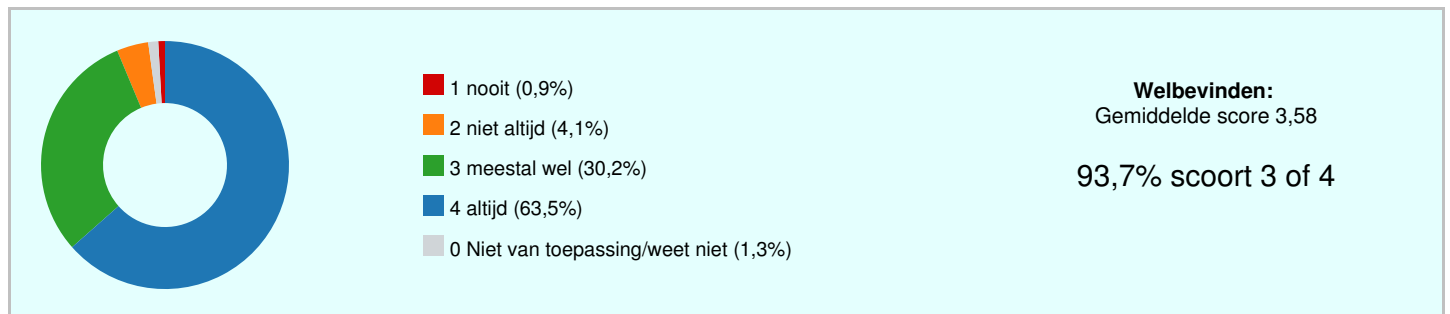 1 nooit (0,9%)
2 niet altijd (4,1%)
3 meestal wel (30,2%)
4 altijd (63,5%)
0 Niet van toepassing/weet niet (1,3%)
Welbevinden:
Gemiddelde score 3,58
93,7% scoort 3 of 4